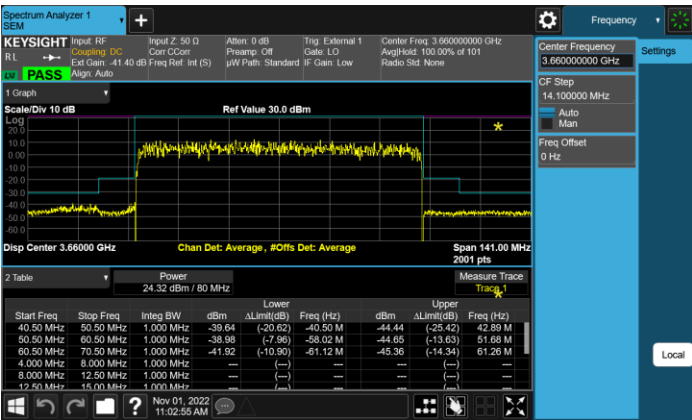 Spectrum Analyzer 1
SEM
+
Frequency
KEYSIGHT
RL
LXI
PASS
Input: RF
Coupling: DC
Ext Gain: -41.40 dB
Align: Auto
Input Z: 50 Ω
Corr CCorr
Freq Ref: Int (S)
Atten: 0 dB
Preamp: Off
µW Path: Standard
Trig: External 1
Gate: LO
IF Gain: Low
Center Freq: 3.660000000 GHz
Avg|Hold: 100.00% of 101
Radio Std: None
Center Frequency
3.660000000 GHz
Settings
CF Step
14.100000 MHz
Auto
Man
Freq Offset
0 Hz
Local
1 Graph
Scale/Div 10 dB
Ref Value 30.0 dBm
Log
20.0
10.0
0.00
-10.0
-20.0
-30.0
-40.0
-50.0
-60.0
Disp Center 3.66000 GHz
Chan Det: Average, #Offs Det: Average
Span 141.00 MHz
2001 pts
2 Table
Power
24.32 dBm / 80 MHz
Measure Trace
Trace 1
Lower Upper
Start Freq Stop Freq Integ BW dBm ΔLimit(dB) Freq (Hz) dBm ΔLimit(dB) Freq (Hz)
40.50 MHz 50.50 MHz 1.000 MHz -39.64 (-20.62) -40.50 M -44.44 (-25.42) 42.89 M
50.50 MHz 60.50 MHz 1.000 MHz -38.98 (-7.96) -58.02 M -44.65 (-13.63) 51.68 M
60.50 MHz 70.50 MHz 1.000 MHz -41.92 (-10.90) -61.12 M -45.36 (-14.34) 61.26 M
4.000 MHz 8.000 MHz 1.000 MHz --- (---) --- (---)
8.000 MHz 12.50 MHz 1.000 MHz --- (---) --- (---)
12.50 MHz 15.00 MHz 1.000 MHz --- (---) --- (---)
?
Nov 01, 2022
11:02:55 AM